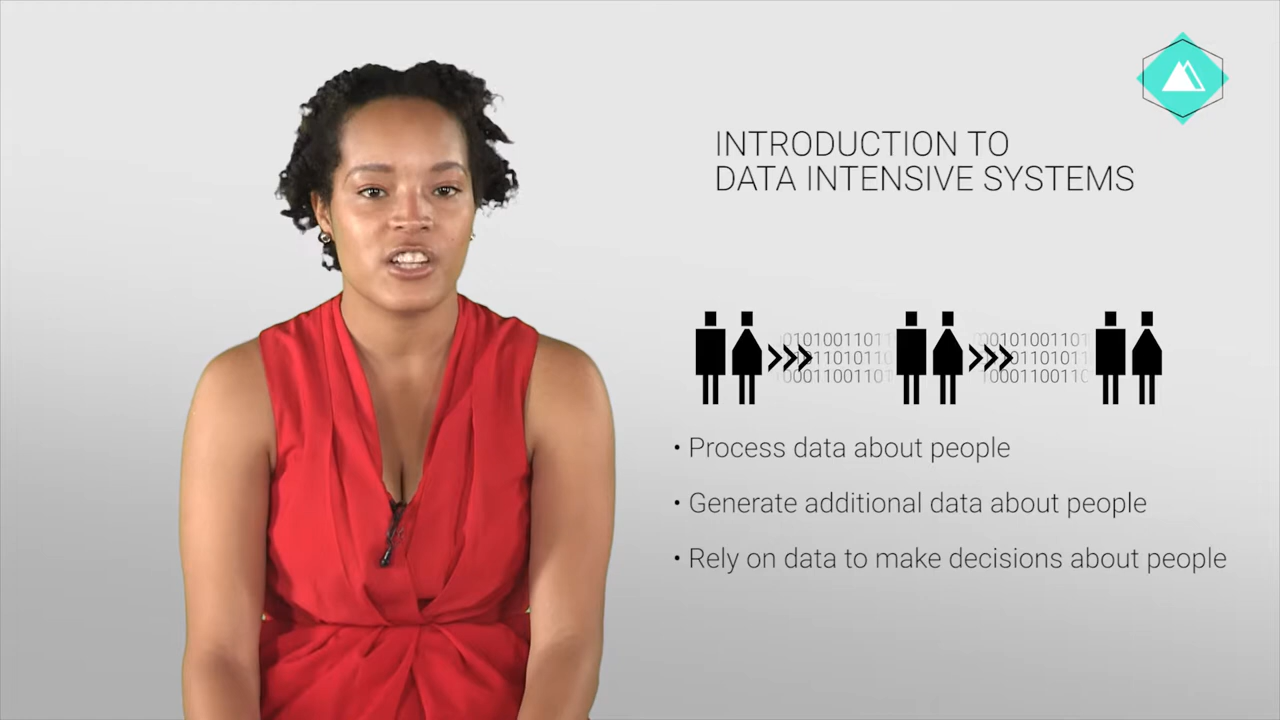 INTRODUCTION TO
DATA INTENSIVE SYSTEMS
• Process data about people
• Generate additional data about people
• Rely on data to make decisions about people